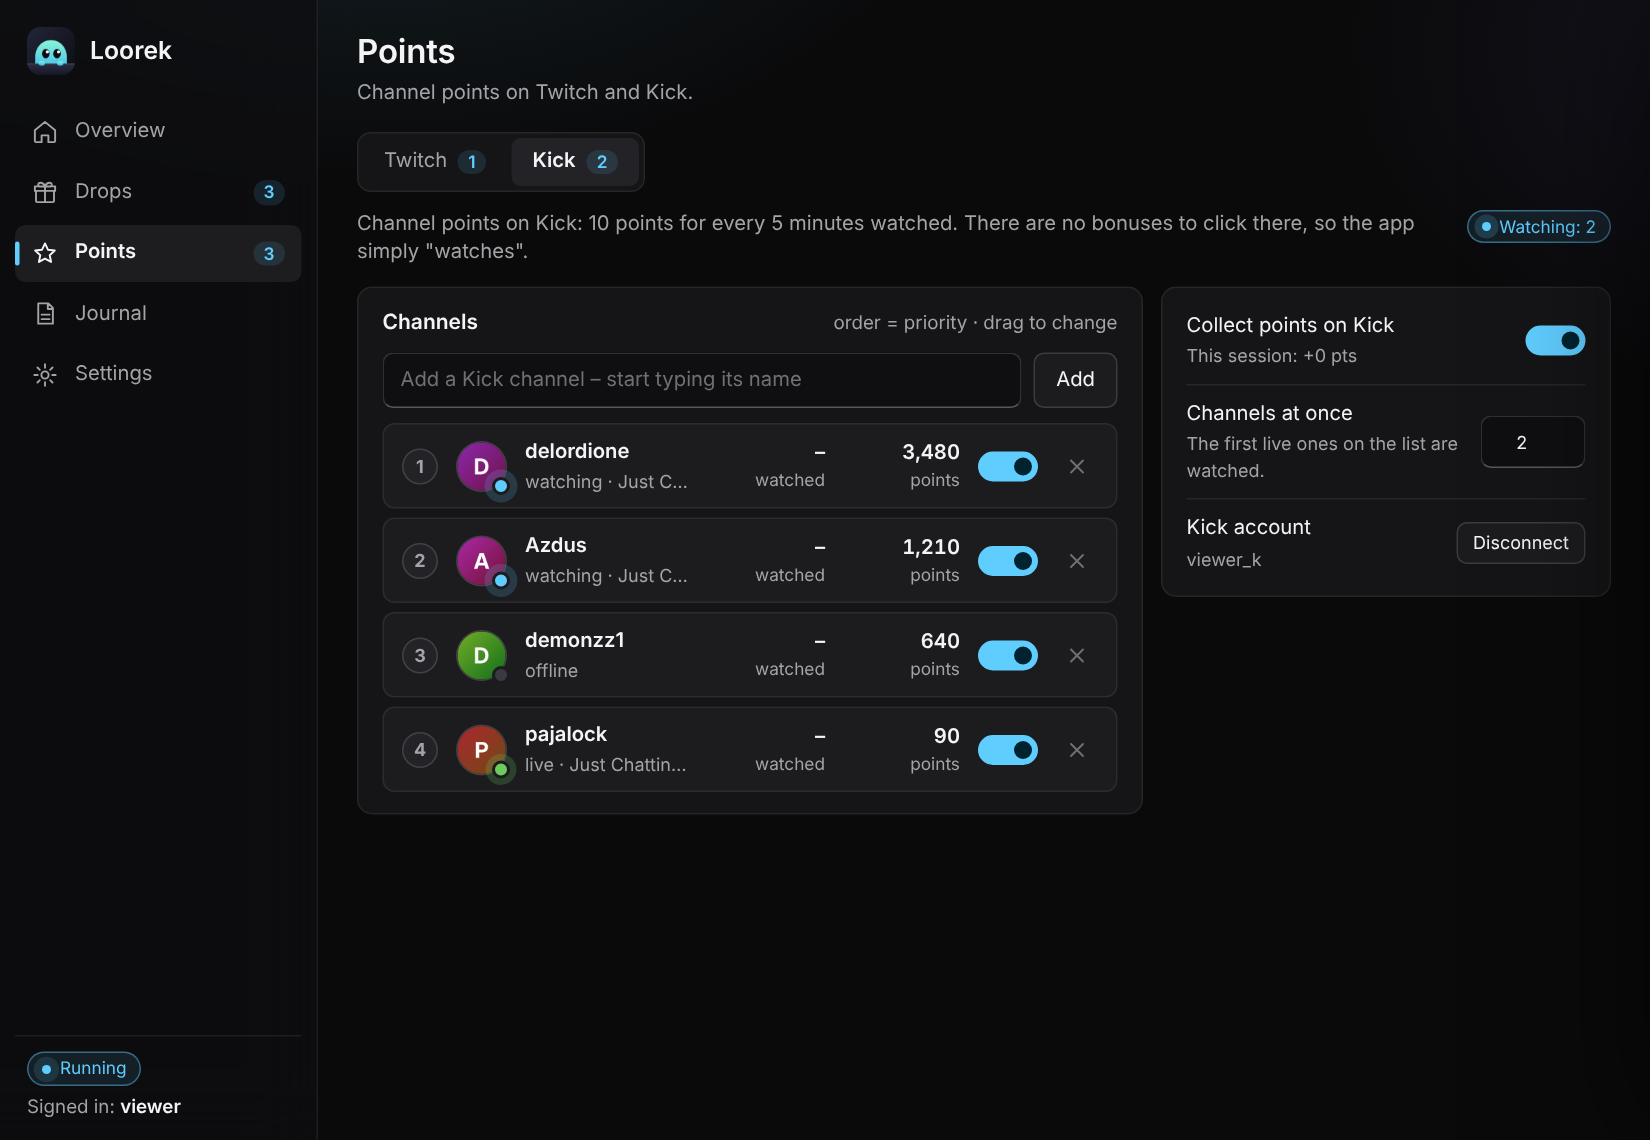 Loorek
Overview
Drops 3
Points 3
Journal
Settings
Running
Signed in: viewer
Points
Channel points on Twitch and Kick.
Twitch 1 Kick 2
Channel points on Kick: 10 points for every 5 minutes watched. There are no bonuses to click there, so the app
simply "watches".
Watching: 2
Channels order = priority · drag to change
Add a Kick channel – start typing its name Add
1 D delordione – 3,480
watching · Just C... watched points
2 A Azdus – 1,210
watching · Just C... watched points
3 D demonzz1 – 640
offline watched points
4 P pajalock – 90
live · Just Chattin... watched points
Collect points on Kick
This session: +0 pts
Channels at once
The first live ones on the list are
watched.
2
Kick account
viewer_k
Disconnect